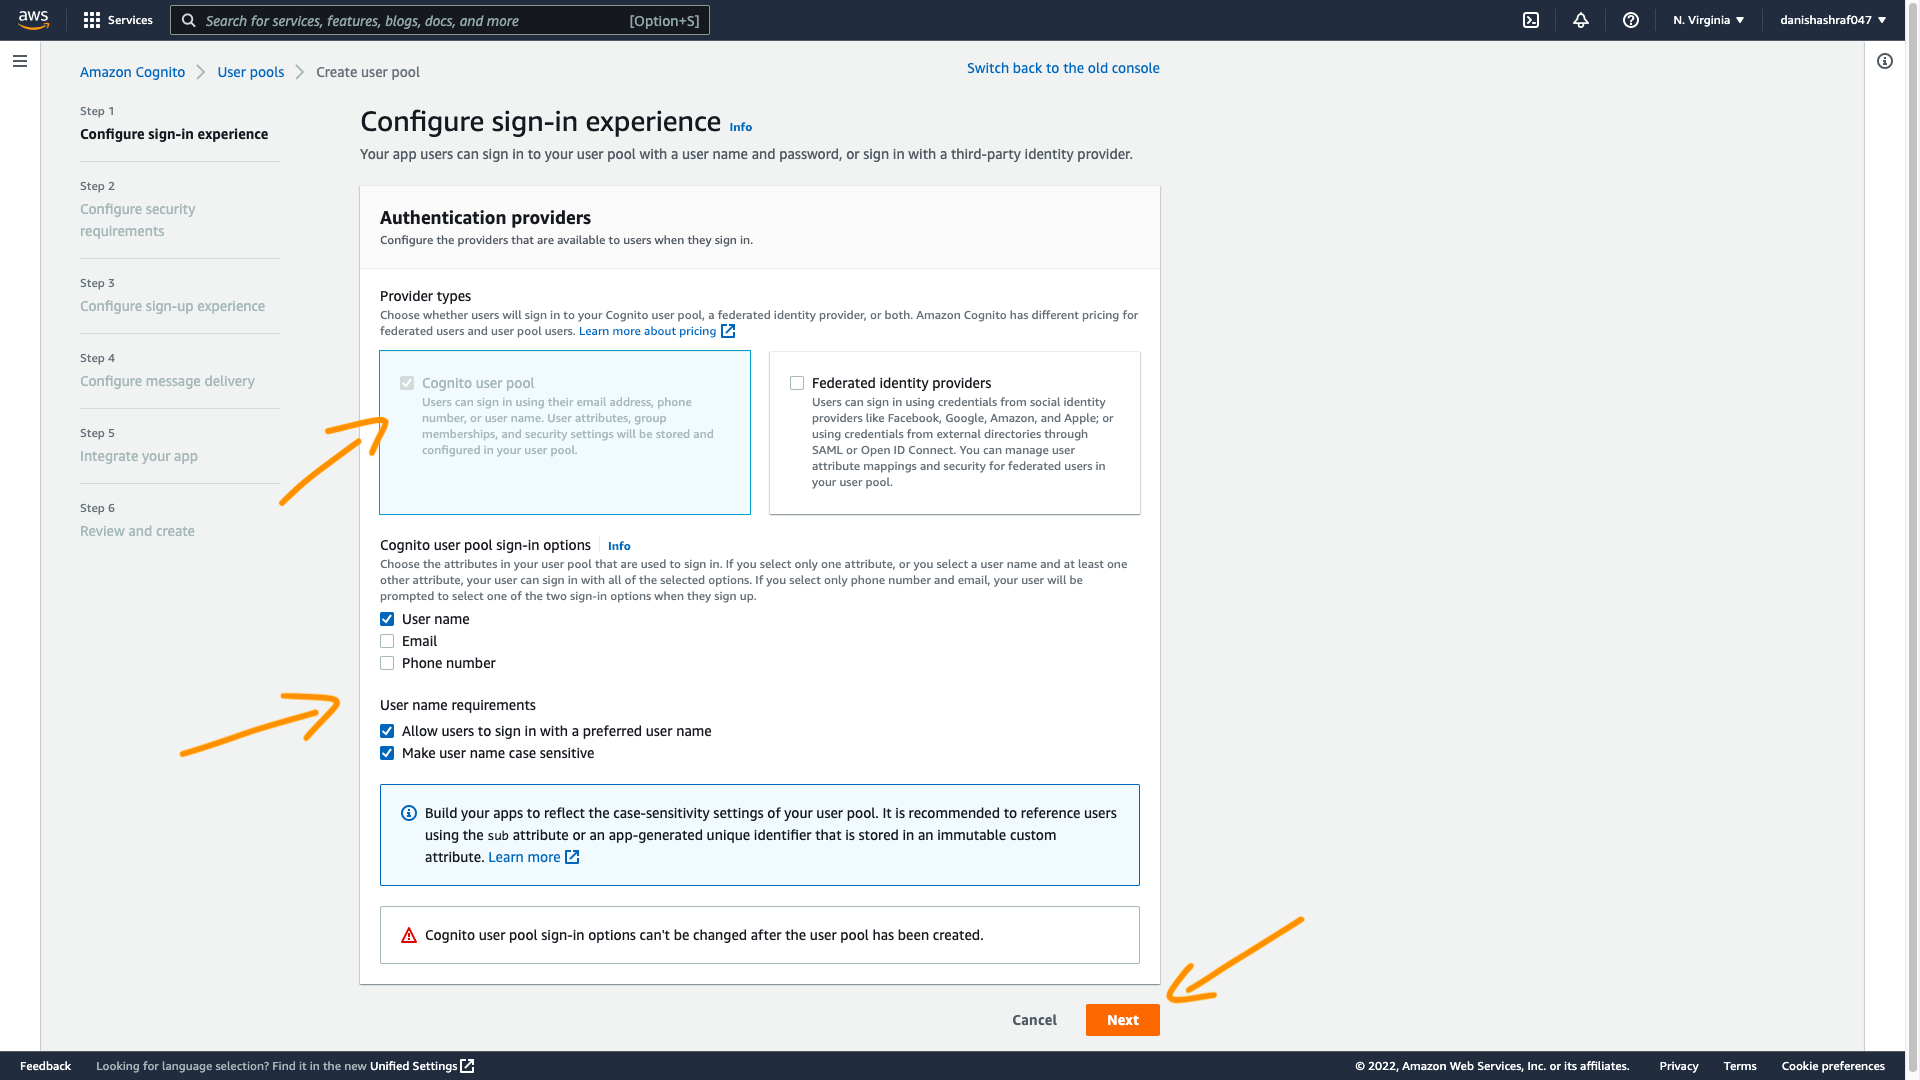 aws
Services
Search for services, features, blogs, docs, and more
[Option+S]
N. Virginia
danishashraf047
Amazon Cognito
User pools
Create user pool
Switch back to the old console
Step 1
Configure sign-in experience
Step 2
Configure security
requirements
Step 3
Configure sign-up experience
Step 4
Configure message delivery
Step 5
Integrate your app
Step 6
Review and create
Configure sign-in experience Info
Your app users can sign in to your user pool with a user name and password, or sign in with a third-party identity provider.
Authentication providers
Configure the providers that are available to users when they sign in.
Provider types
Choose whether users will sign in to your Cognito user pool, a federated identity provider, or both. Amazon Cognito has different pricing for
federated users and user pool users. Learn more about pricing
Cognito user pool
Users can sign in using their email address, phone
number, or user name. User attributes, group
memberships, and security settings will be stored and
configured in your user pool.
Federated identity providers
Users can sign in using credentials from social identity
providers like Facebook, Google, Amazon, and Apple; or
using credentials from external directories through
SAML or Open ID Connect. You can manage user
attribute mappings and security for federated users in
your user pool.
Cognito user pool sign-in options Info
Choose the attributes in your user pool that are used to sign in. If you select only one attribute, or you select a user name and at least one
other attribute, your user can sign in with all of the selected options. If you select only phone number and email, your user will be
prompted to select one of the two sign-in options when they sign up.
User name
Email
Phone number
User name requirements
Allow users to sign in with a preferred user name
Make user name case sensitive
Build your apps to reflect the case-sensitivity settings of your user pool. It is recommended to reference users
using the sub attribute or an app-generated unique identifier that is stored in an immutable custom
attribute. Learn more
Cognito user pool sign-in options can't be changed after the user pool has been created.
Cancel
Next
Feedback
Looking for language selection? Find it in the new Unified Settings
© 2022, Amazon Web Services, Inc. or its affiliates.
Privacy
Terms
Cookie preferences